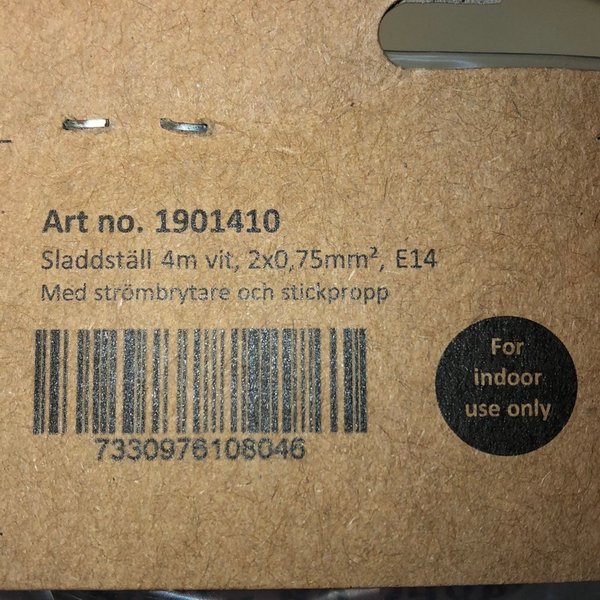 Art no. 1901410
Sladdställ 4m vit, 2x0,75mm², E14
Med strömbrytare och stickpropp
7330976108046
For
indoor
use only